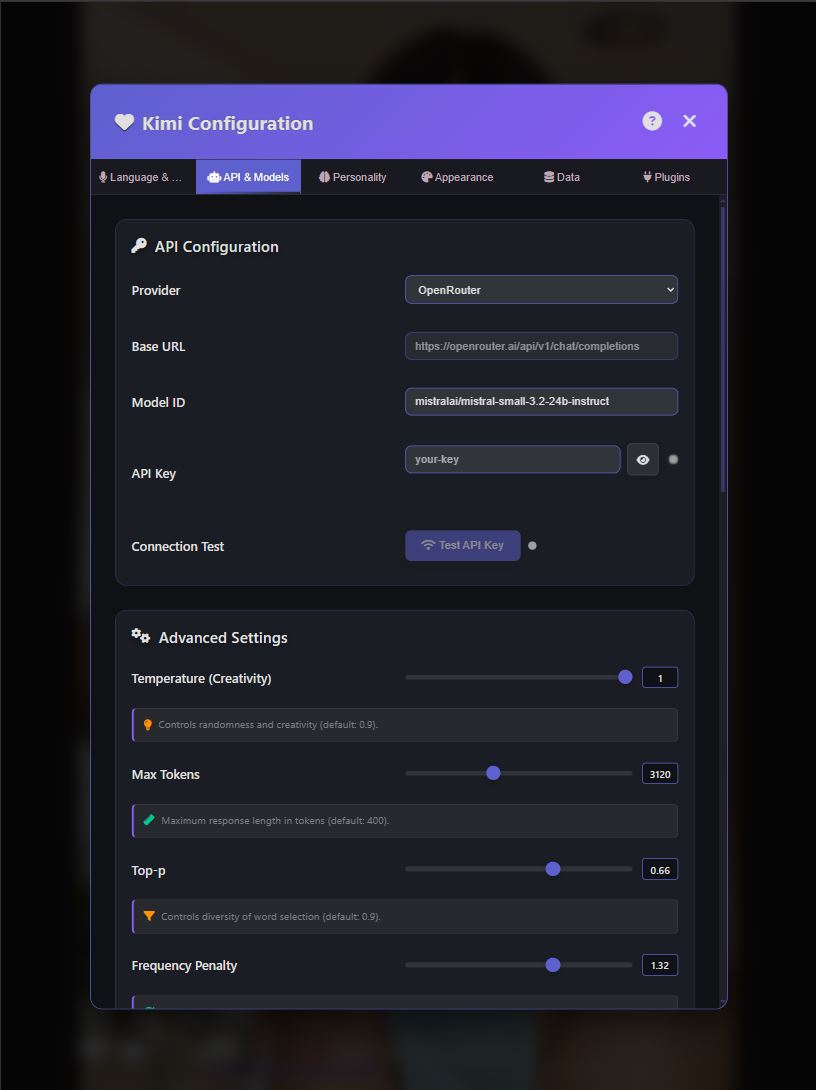 Kimi Configuration
?
Language & ...
API & Models
Personality
Appearance
Data
Plugins
API Configuration
Provider
OpenRouter
Base URL
https://openrouter.ai/api/v1/chat/completions
Model ID
mistralai/mistral-small-3.2-24b-instruct
API Key
your-key
Connection Test
Test API Key
Advanced Settings
Temperature (Creativity)
1
Controls randomness and creativity (default: 0.9).
Max Tokens
3120
Maximum response length in tokens (default: 400).
Top-p
0.66
Controls diversity of word selection (default: 0.9).
Frequency Penalty
1.32